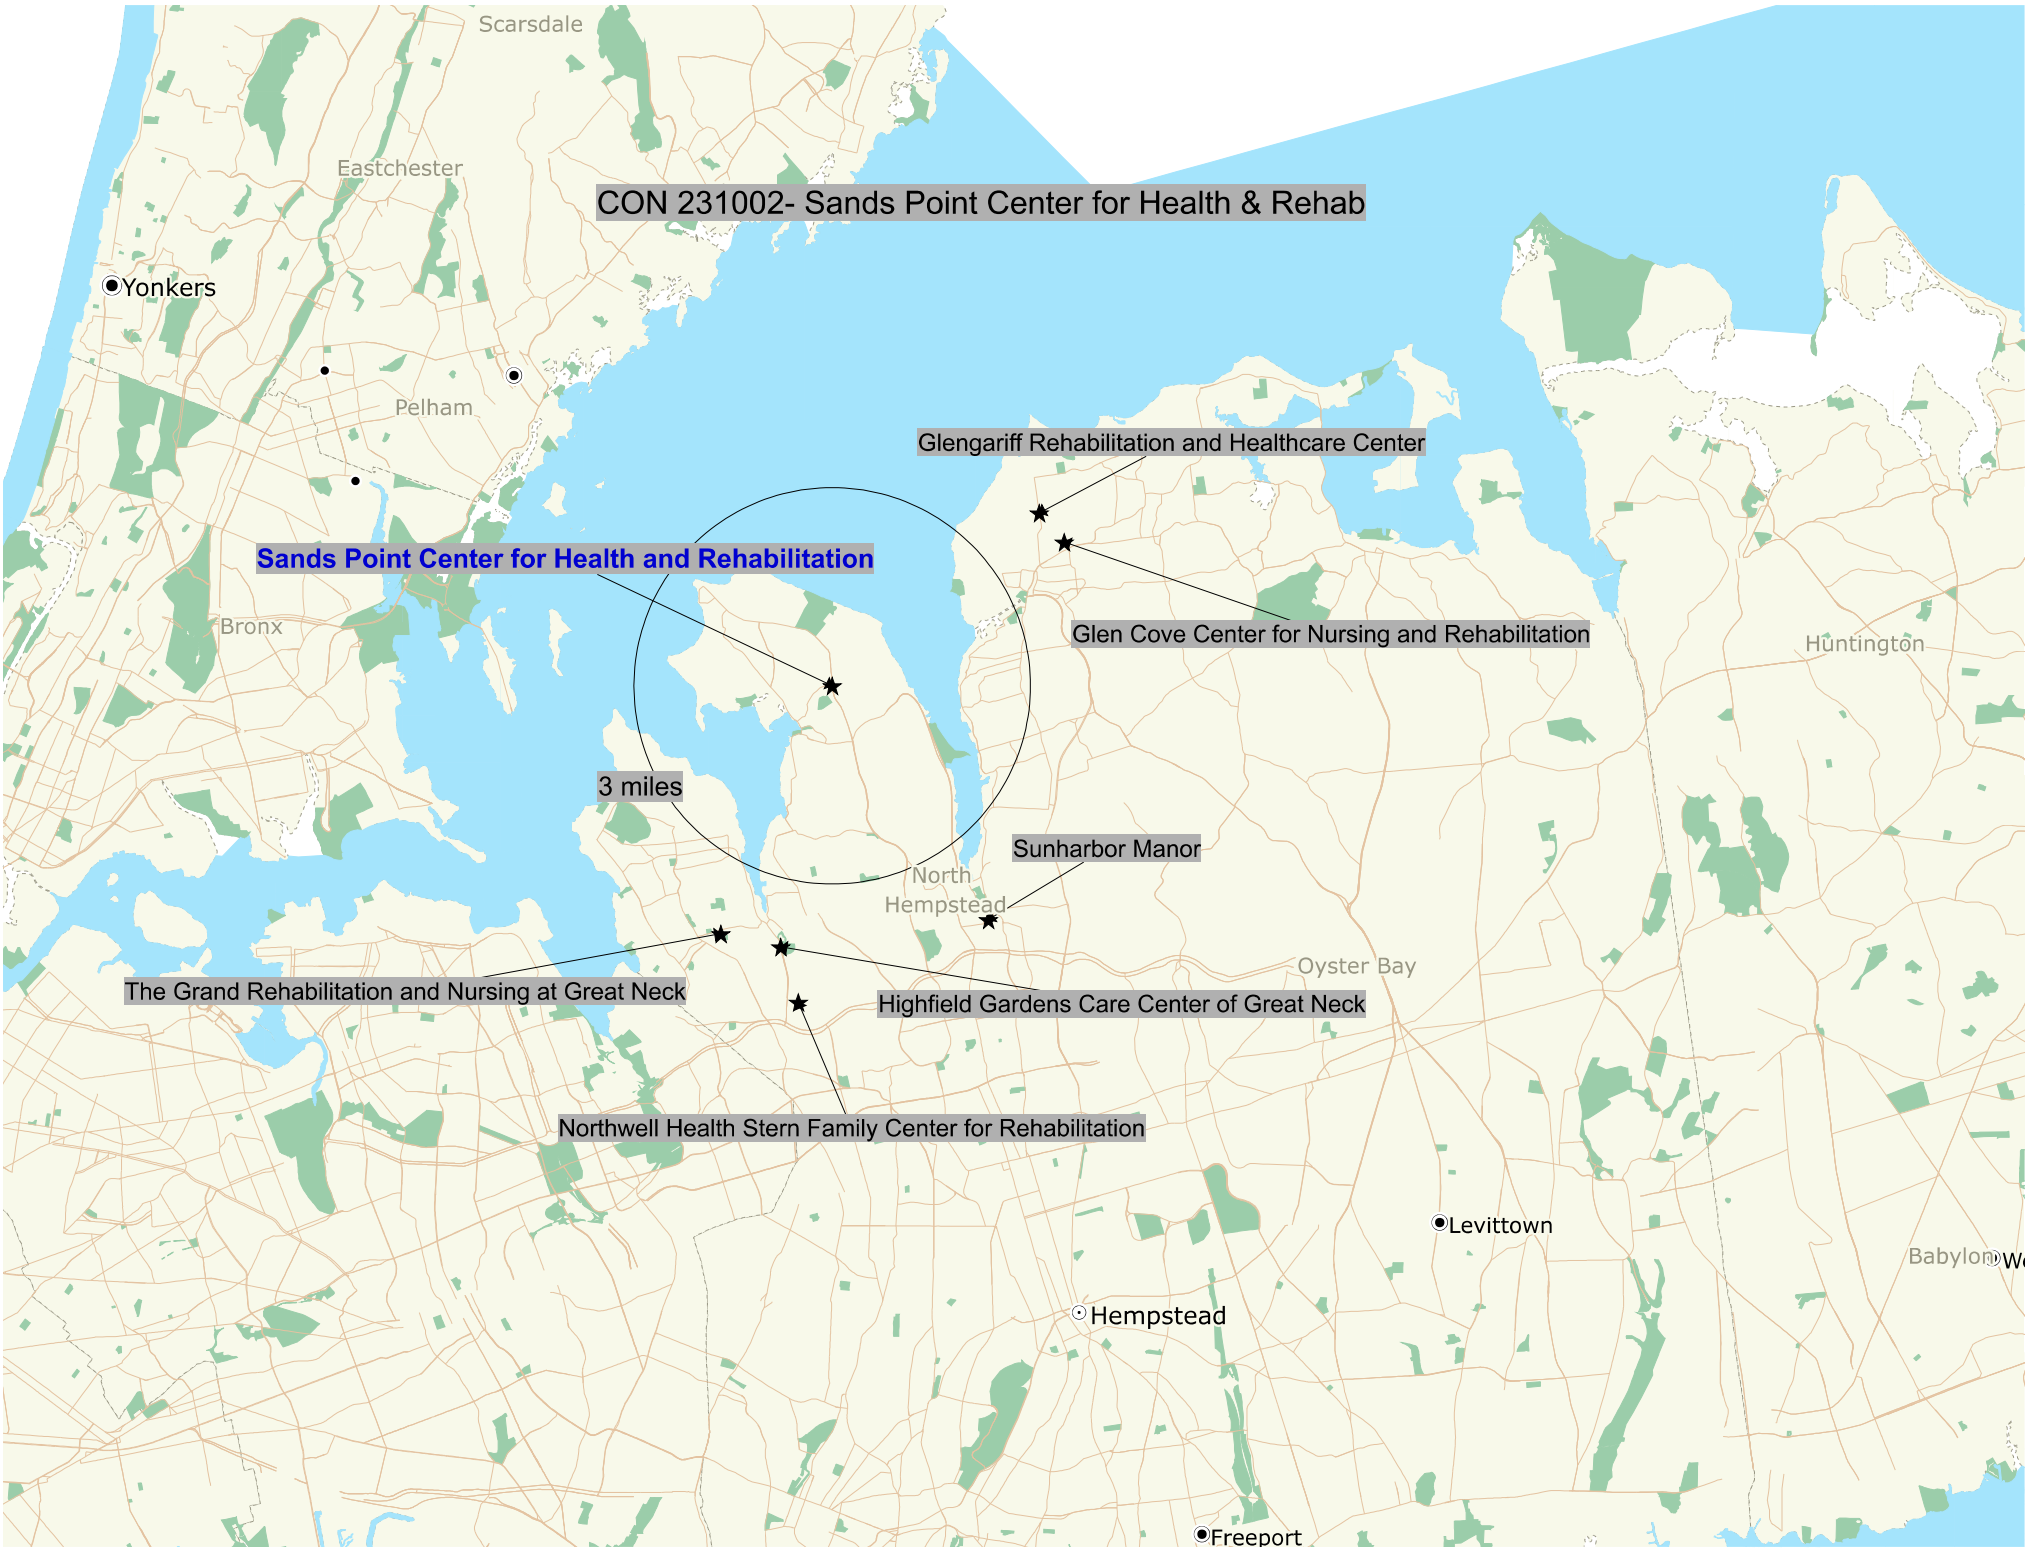 Scarsdale
Eastchester
CON 231002- Sands Point Center for Health & Rehab
Yonkers
Pelham
Glengariff Rehabilitation and Healthcare Center
Sands Point Center for Health and Rehabilitation
Bronx
Glen Cove Center for Nursing and Rehabilitation
Huntington
3 miles
Sunharbor Manor
North
Hempstead
Oyster Bay
The Grand Rehabilitation and Nursing at Great Neck
Highfield Gardens Care Center of Great Neck
Northwell Health Stern Family Center for Rehabilitation
Levittown
Babylon
Hempstead
Freeport